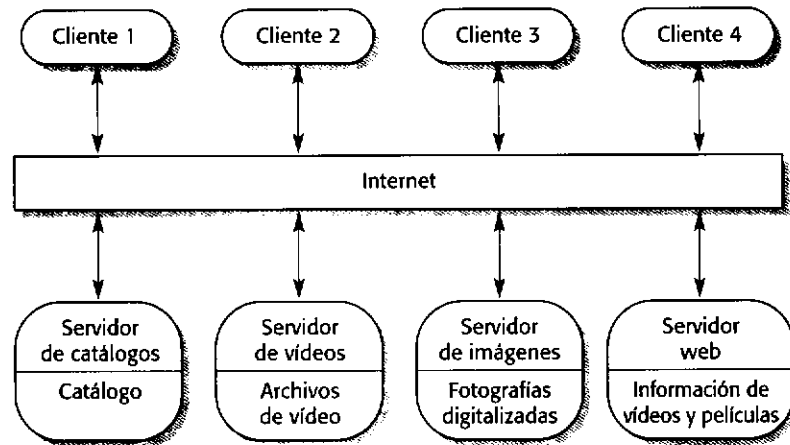 Cliente 1
Cliente 2
Cliente 3
Cliente 4
Internet
Servidor
de catálogos
Catálogo
Servidor
de vídeos
Archivos
de vídeo
Servidor
de imágenes
Fotografías
digitalizadas
Servidor
web
Información de
vídeos y películas